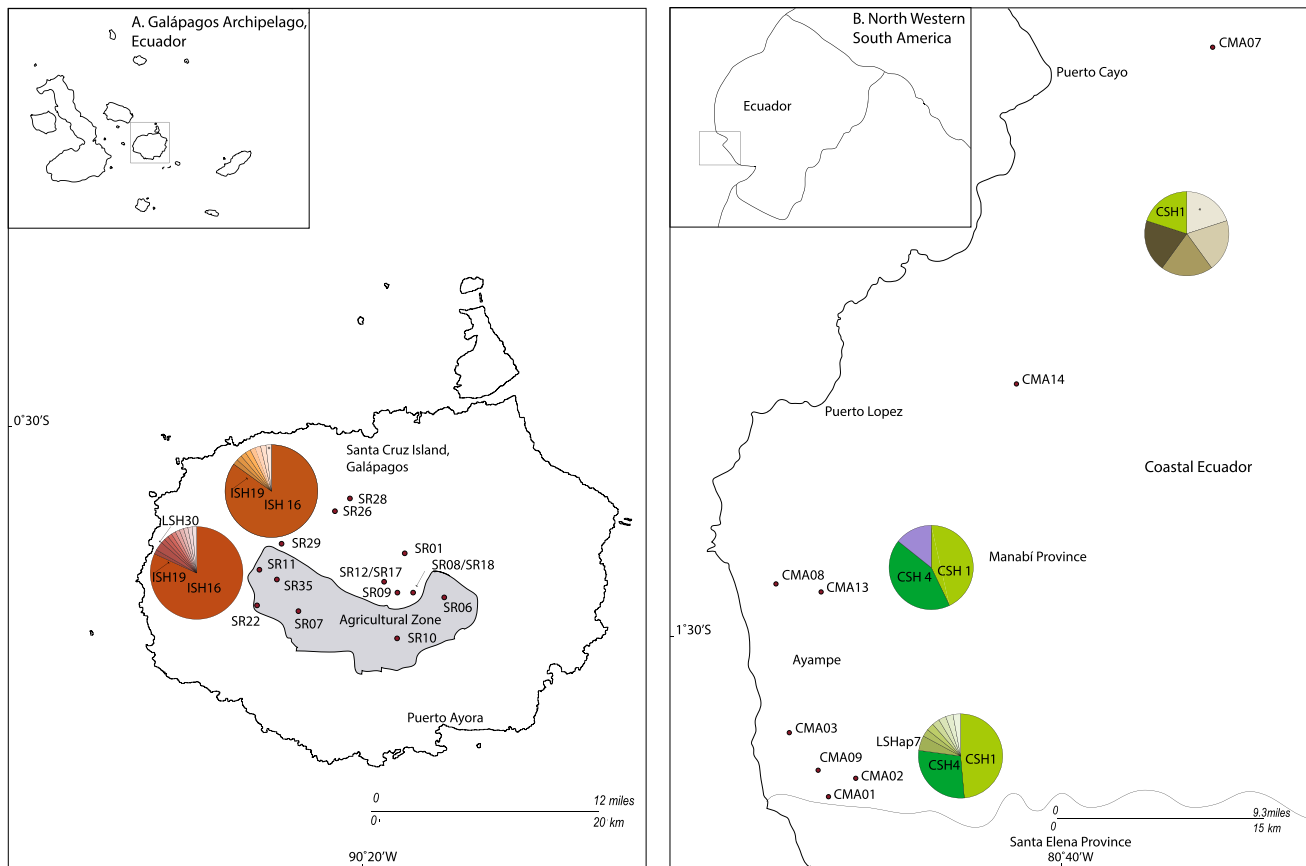 A. Galápagos Archipelago,
Ecuador
0˚30’S
Santa Cruz Island,
Galápagos
ISH19
ISH 16
LSH30
ISH19
ISH16
SR28
SR26
SR29
SR01
SR11
SR12/SR17
SR08/SR18
SR35
SR09
SR06
SR22
SR07
Agricultural Zone
SR10
Puerto Ayora
0
12 miles
0
20 km
90˚20’W
B. North Western
South America
Ecuador
CMA07
Puerto Cayo
CSH1
*
CMA14
Puerto Lopez
Coastal Ecuador
CSH 4
CSH 1
Manabí Province
CMA08
CMA13
1˚30’S
Ayampe
CMA03
LSHap7
CSH4
CSH1
CMA09
CMA02
CMA01
0
9.3miles
0
15 km
Santa Elena Province
80˚40’W